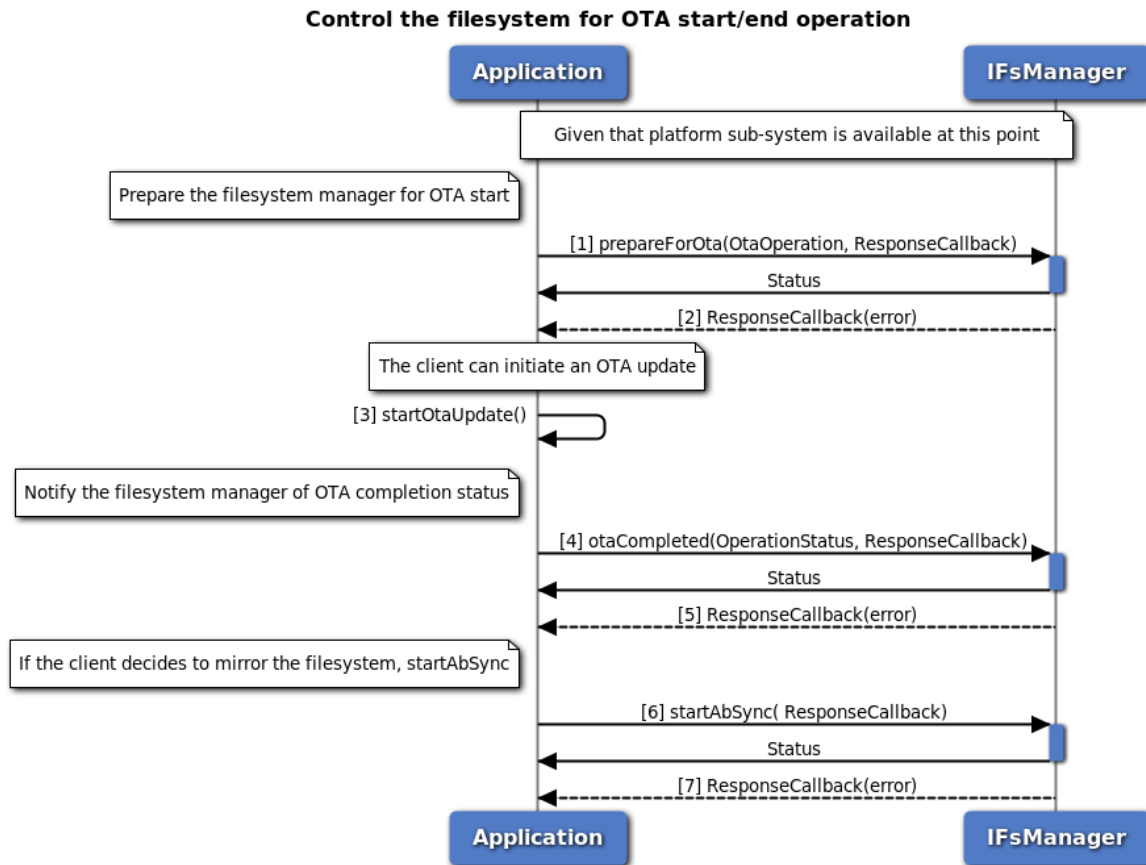 Control the filesystem for OTA start/end operation
Application
IFsManager
Given that platform sub-system is available at this point
Prepare the filesystem manager for OTA start
[1] prepareForOta(OtaOperation, ResponseCallback)
Status
[2] ResponseCallback(error)
The client can initiate an OTA update
[3] startOtaUpdate()
Notify the filesystem manager of OTA completion status
[4] otaCompleted(OperationStatus, ResponseCallback)
Status
[5] ResponseCallback(error)
If the client decides to mirror the filesystem, startAbSync
[6] startAbSync( ResponseCallback)
Status
[7] ResponseCallback(error)
Application
IFsManager